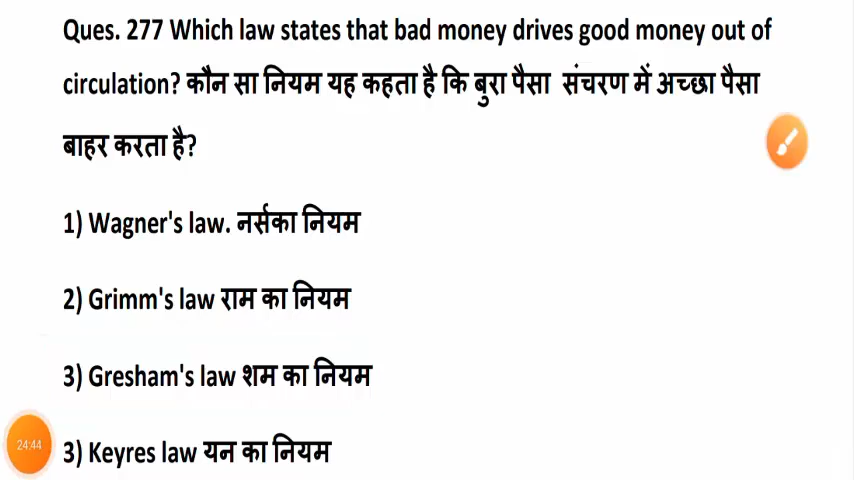 Ques. 277 Which law states that bad money drives good money out of
circulation? कौन सा नियम यह कहता है कि बुरा पैसा संचरण में अच्छा पैसा
बाहर करता है?
1) Wagner's law. नर्सका नियम
2) Grimm's law राम का नियम
3) Gresham's law शम का नियम
3) Keyres law यन का नियम
24:44